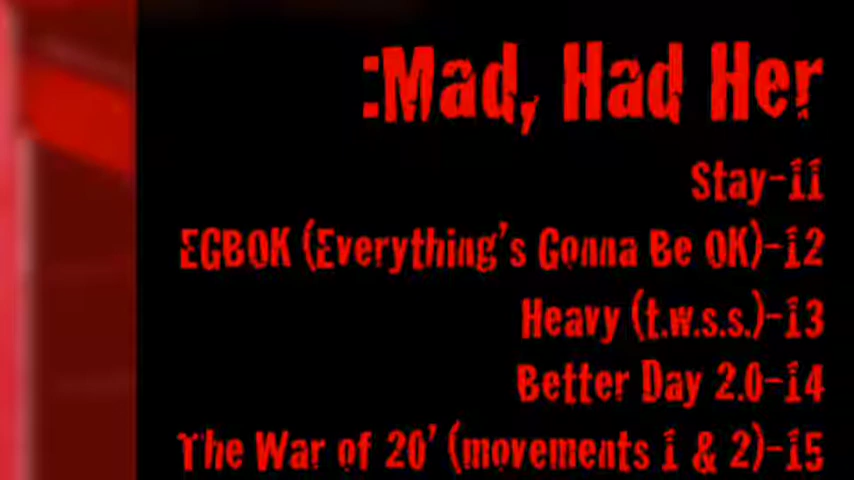 :Mad, Had Her
Stay-11
EGBOK (Everything's Gonna Be OK)-12
Heavy (t.w.s.s.)-13
Better Day 2.0-14
The War of 20' (movements 1 & 2)-15